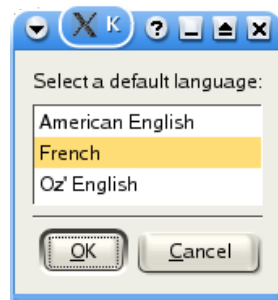 K ?
Select a default language:
American English
French
Oz' English
OK Cancel